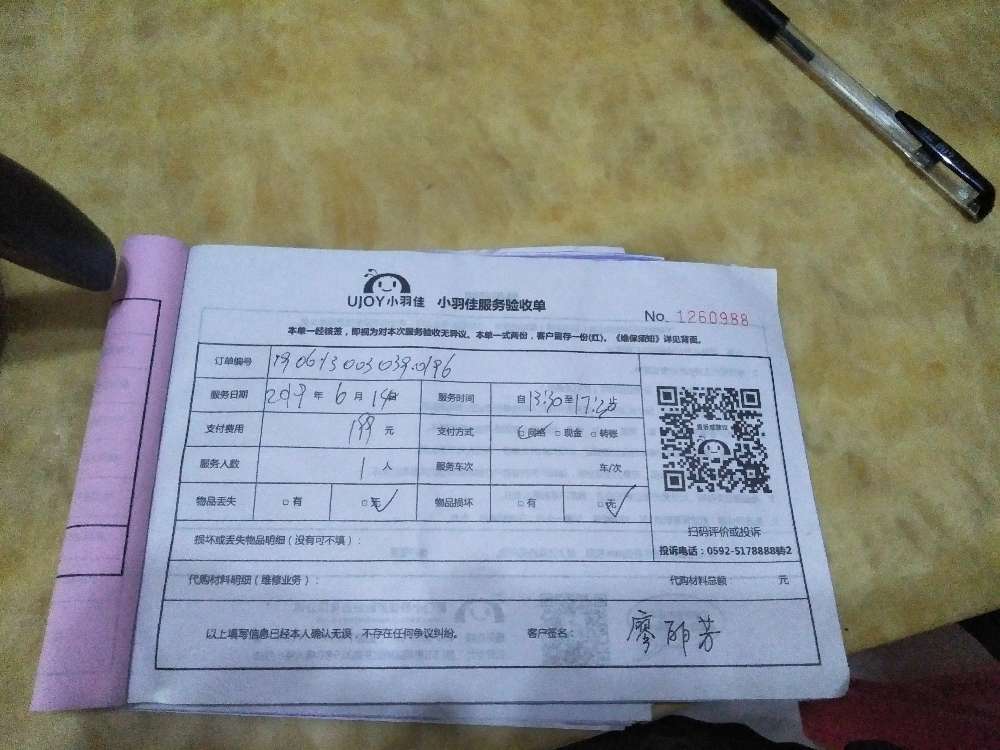 UJOY小羽佳 小羽佳服务验收单
No. 1260988
本单一经核签，即视为对本次服务验收无异议。本单一式两份，客户留存一份(红)。《维保须知》详见背面。
订单编号
服务日期 2019 年 6 月 14 日 服务时间 自 13:30 至 17:30
支付费用 199 元 支付方式 □网络 □现金 □转账
服务人数 1 人 服务车次 车/次
物品丢失 □有 □无 物品损坏 □有 □无
扫码评价或投诉
投诉电话：0592-5178888转2
损坏或丢失物品明细（没有可不填）：
代购材料明细（维修业务）： 代购材料总额： 元
以上填写信息已经本人确认无误，不存在任何争议纠纷。 客户签名： 廖 芳